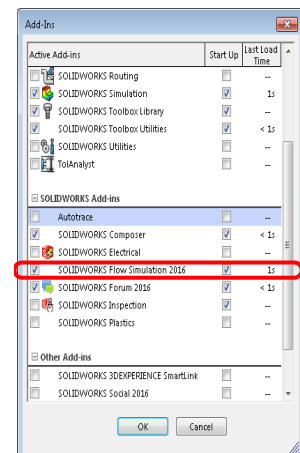 Add-Ins
Active Add-ins Start Up Last Load Time
SOLIDWORKS Routing --
SOLIDWORKS Simulation 1s
SOLIDWORKS Toolbox Library --
SOLIDWORKS Toolbox Utilities < 1s
SOLIDWORKS Utilities --
TolAnalyst --
SOLIDWORKS Add-ins
Autotrace --
SOLIDWORKS Composer < 1s
SOLIDWORKS Electrical --
SOLIDWORKS Flow Simulation 2016 1s
SOLIDWORKS Forum 2016 < 1s
SOLIDWORKS Inspection --
SOLIDWORKS Plastics --
Other Add-ins
SOLIDWORKS 3DEXPERIENCE SmartLink --
SOLIDWORKS Social 2016 --
OK Cancel